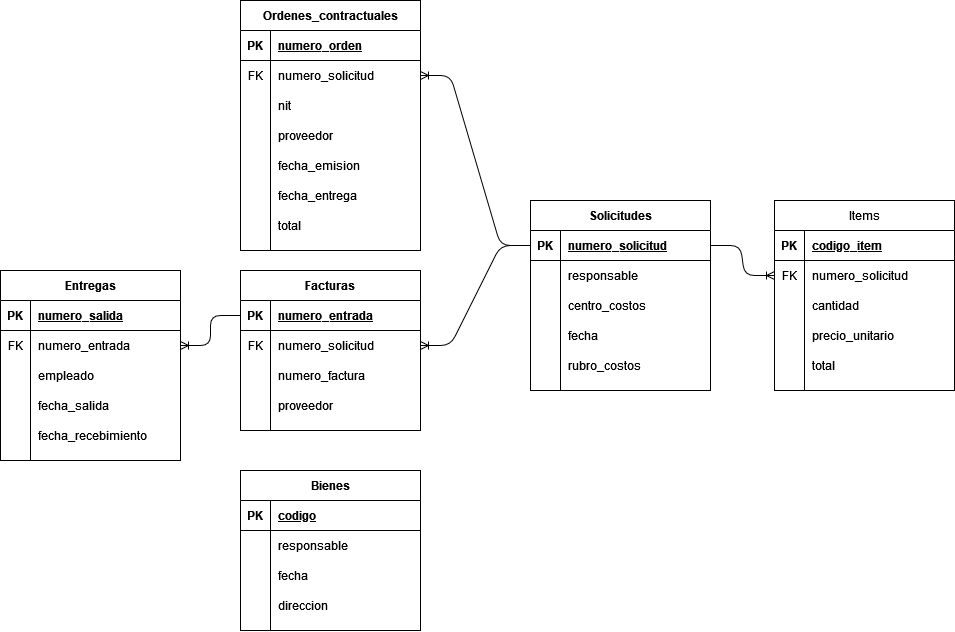 Ordenes_contractuales
PK numero_orden
FK numero_solicitud
nit
proveedor
fecha_emision
fecha_entrega
total
Solicitudes
PK numero_solicitud
responsable
centro_costos
fecha
rubro_costos
Items
PK codigo_item
FK numero_solicitud
cantidad
precio_unitario
total
Entregas
PK numero_salida
FK numero_entrada
empleado
fecha_salida
fecha_recebimiento
Facturas
PK numero_entrada
FK numero_solicitud
numero_factura
proveedor
Bienes
PK codigo
responsable
fecha
direccion